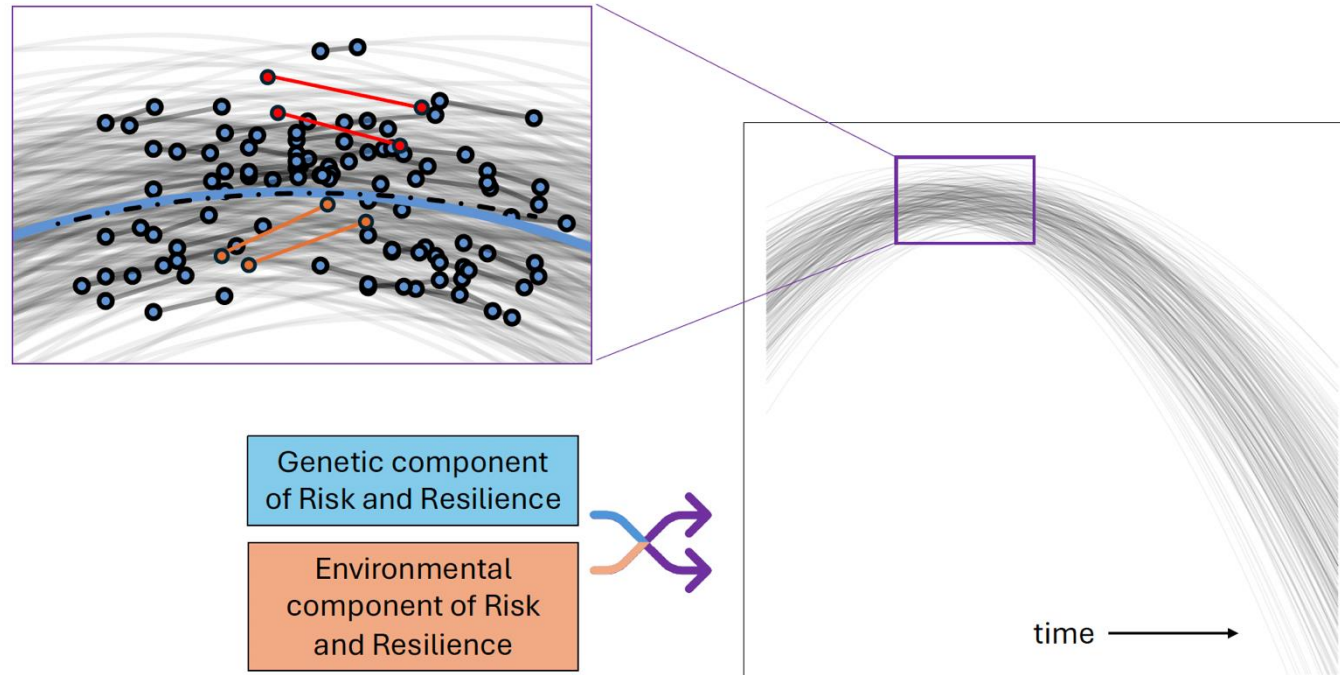 Genetic component
of Risk and Resilience
Environmental
component of Risk
and Resilience
time